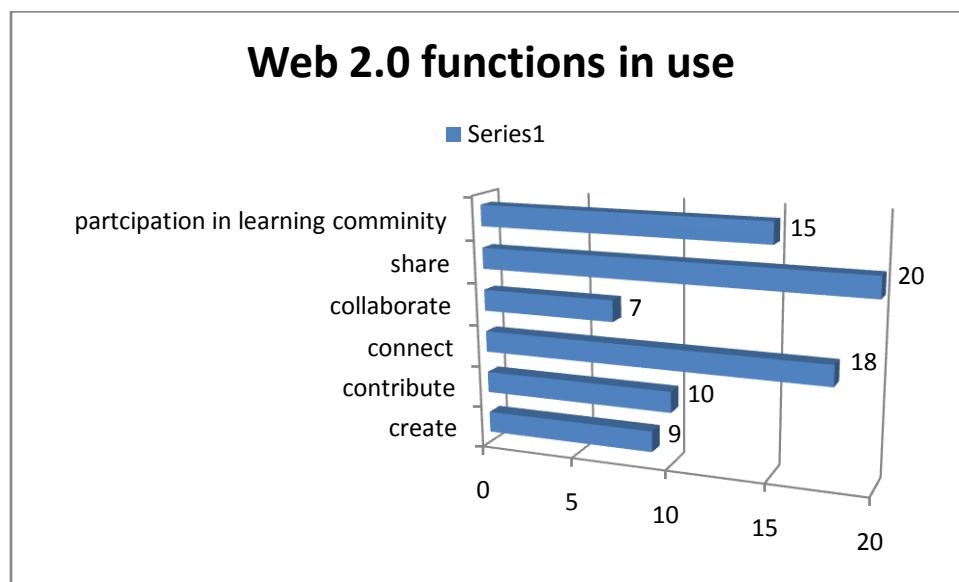 Web 2.0 functions in use
Series1
partcipation in learning comminity
15
share
20
collaborate
7
connect
18
contribute
10
create
9
0
5
10
15
20